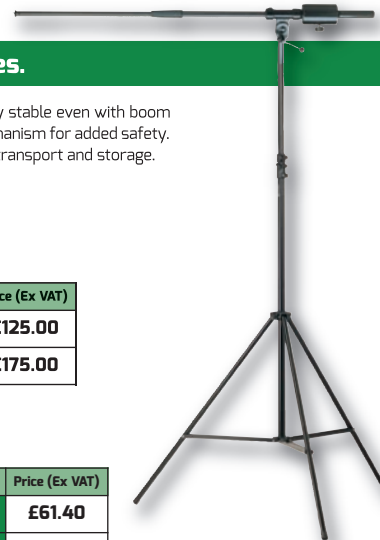 es.
y stable even with boom
hanism for added safety.
transport and storage.
ce (Ex VAT)
£125.00
£175.00
Price (Ex VAT)
£61.40